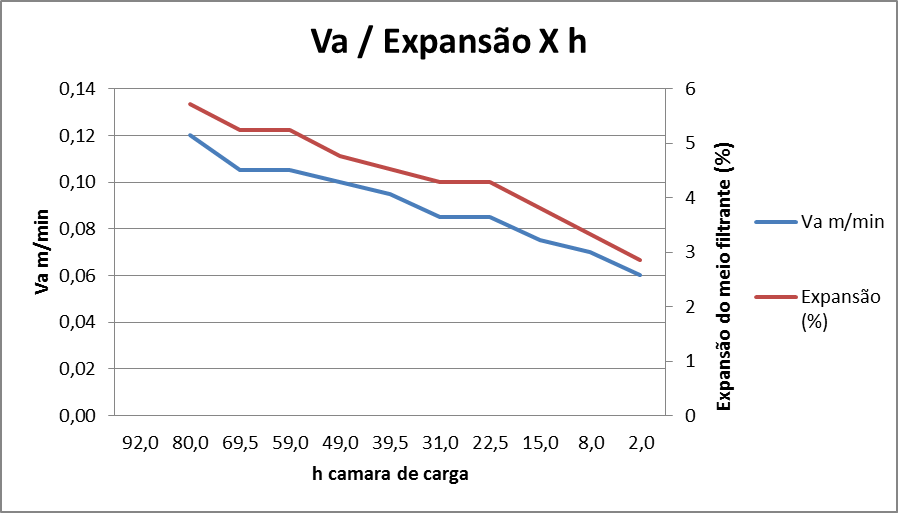 Va / Expansão X h
0,14
0,12
0,10
0,08
0,06
0,04
0,02
0,00
Va m/min
6
5
4
3
2
1
0
Expansão do meio filtrante (%)
92,0 80,0 69,5 59,0 49,0 39,5 31,0 22,5 15,0 8,0 2,0
h camara de carga
Va m/min
Expansão
(%)